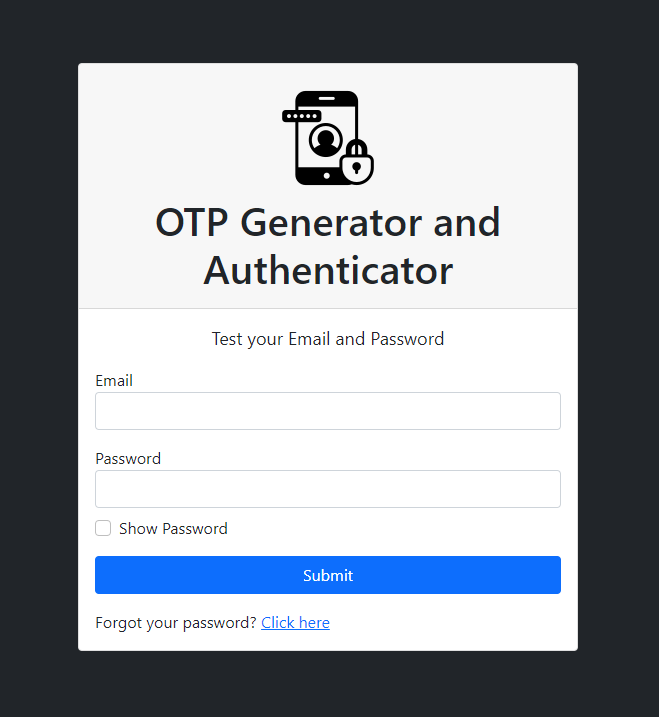 OTP Generator and
Authenticator
Test your Email and Password
Email
Password
Show Password
Submit
Forgot your password? Click here